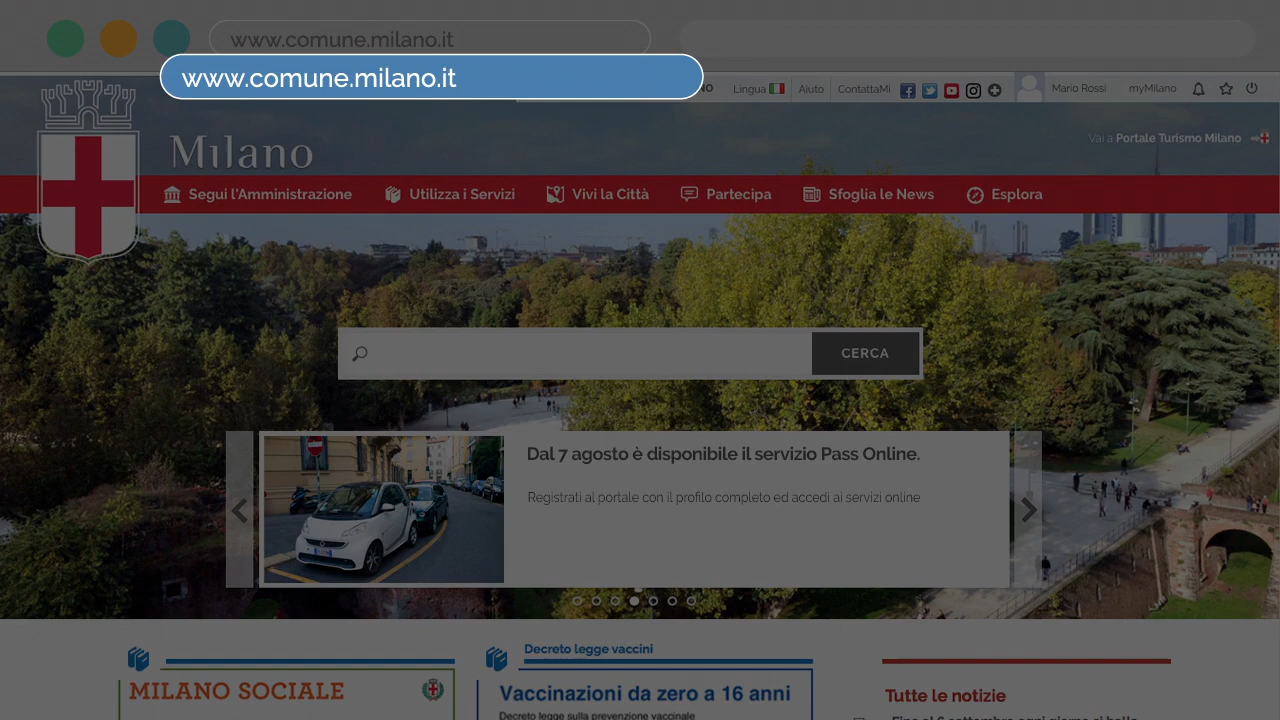 www.comune.milano.it
www.comune.milano.it
Lingua
Aiuto
ContattaMi
Mario Rossi
myMilano
Milano
Vai a Portale Turismo Milano
Segui l'Amministrazione
Utilizza i Servizi
Vivi la Città
Partecipa
Sfoglia le News
Esplora
CERCA
Dal 7 agosto è disponibile il servizio Pass Online.
Registrati al portale con il profilo completo ed accedi ai servizi online
Decreto legge vaccini
MILANO SOCIALE
Vaccinazioni da zero a 16 anni
Decreto legge sulla prevenzione vaccinale
Tutte le notizie